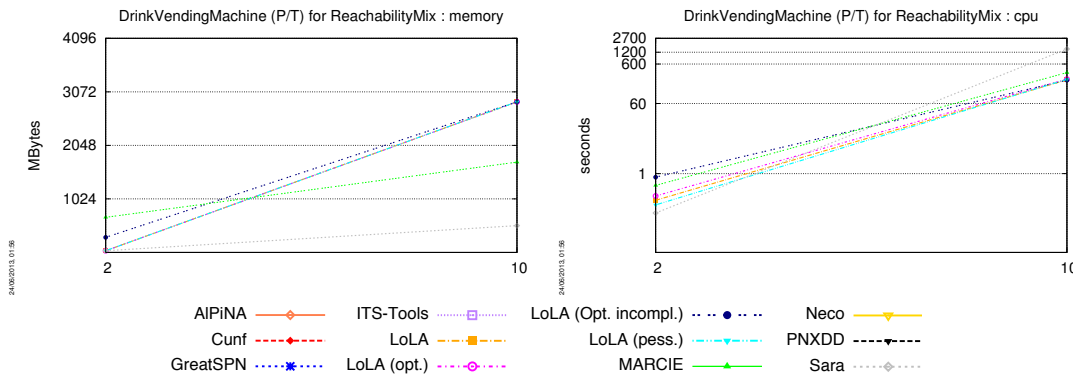 DrinkVendingMachine (P/T) for ReachabilityMix : memory
4096
3072
2048
1024
MBytes
2
10
24/06/2013, 01:56
DrinkVendingMachine (P/T) for ReachabilityMix : cpu
2700
1200
600
60
1
seconds
2
10
24/06/2013, 01:56
AlPiNA
Cunf
GreatSPN
ITS-Tools
LoLA
LoLA (opt.)
LoLA (Opt. incompl.)
LoLA (pess.)
MARCIE
Neco
PNXDD
Sara